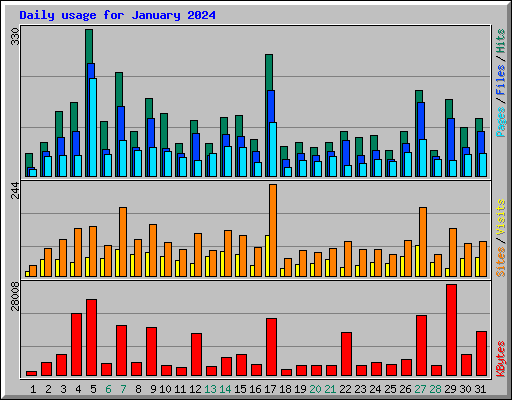 Daily usage for January 2024
330
Pages / Files / Hits
244
Sites / Visits
28008
KBytes
1 2 3 4 5 6 7 8 9 10 11 12 13 14 15 16 17 18 19 20 21 22 23 24 25 26 27 28 29 30 31